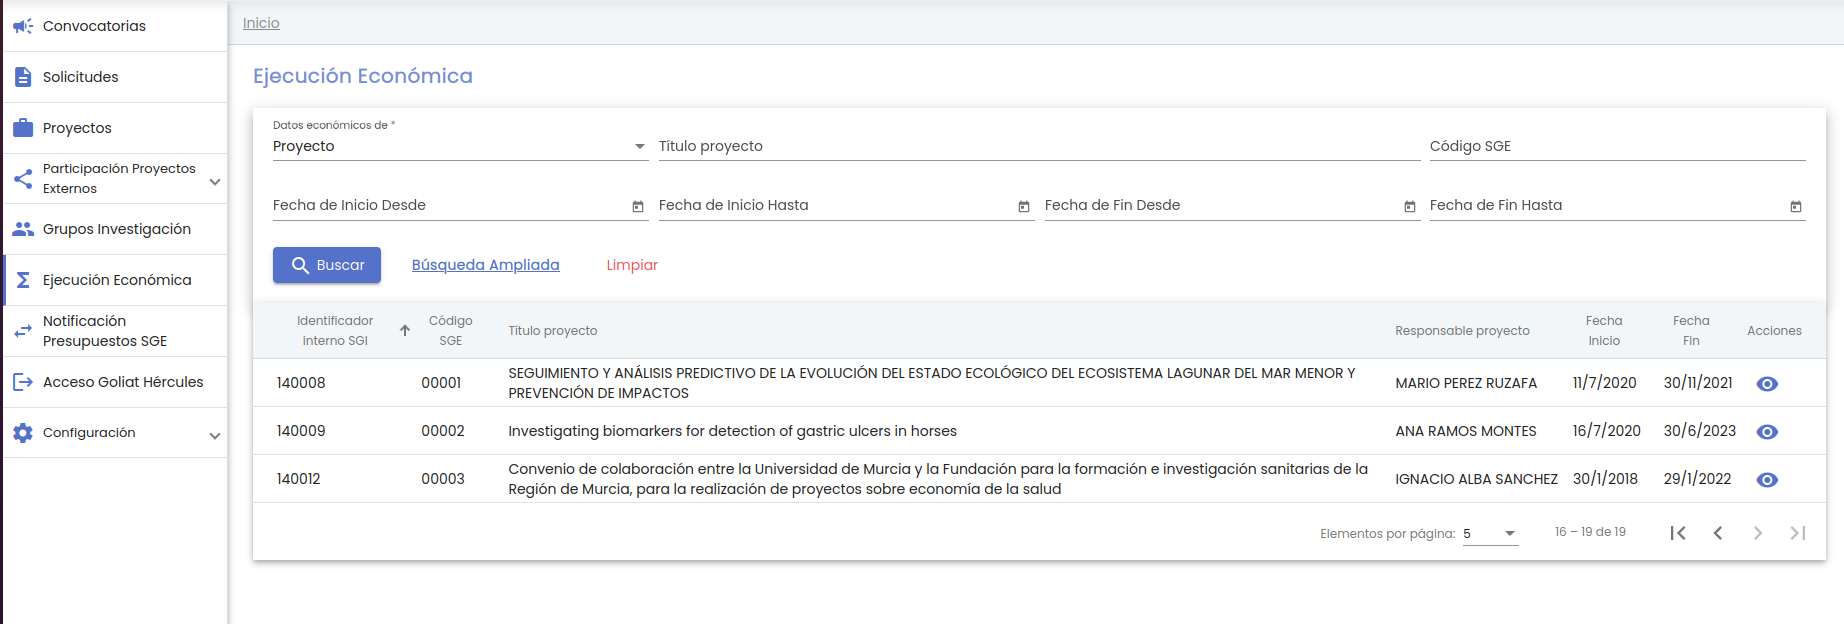 Convocatorias
Solicitudes
Proyectos
Participación Proyectos
Externos
Grupos Investigación
Ejecución Económica
Notificación
Presupuestos SGE
Acceso Goliat Hércules
Configuración
Inicio
Ejecución Económica
Datos económicos de *
Proyecto
Título proyecto
Código SGE
Fecha de Inicio Desde
Fecha de Inicio Hasta
Fecha de Fin Desde
Fecha de Fin Hasta
Buscar
Búsqueda Ampliada
Limpiar
Identificador
interno SGI
Código
SGE
Título proyecto
Responsable proyecto
Fecha
Inicio
Fecha
Fin
Acciones
140008
00001
SEGUIMIENTO Y ANÁLISIS PREDICTIVO DE LA EVOLUCIÓN DEL ESTADO ECOLÓGICO DEL ECOSISTEMA LAGUNAR DEL MAR MENOR Y
PREVENCIÓN DE IMPACTOS
MARIO PEREZ RUZAFA
11/7/2020
30/11/2021
140009
00002
Investigating biomarkers for detection of gastric ulcers in horses
ANA RAMOS MONTES
16/7/2020
30/6/2023
140012
00003
Convenio de colaboración entre la Universidad de Murcia y la Fundación para la formación e investigación sanitarias de la
Región de Murcia, para la realización de proyectos sobre economía de la salud
IGNACIO ALBA SANCHEZ
30/1/2018
29/1/2022
Elementos por página:
5
16 – 19 de 19